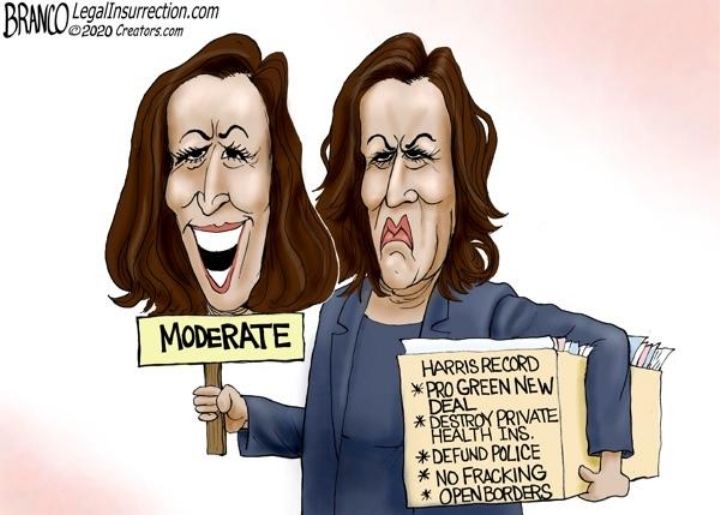 BRANCO LegalInsurrection.com
©2020 Creators.com
MODERATE
HARRIS RECORD
* PRO GREEN NEW
DEAL
* DESTROY PRIVATE
HEALTH INS.
* DEFUND POLICE
* NO FRACKING
* OPEN BORDERS